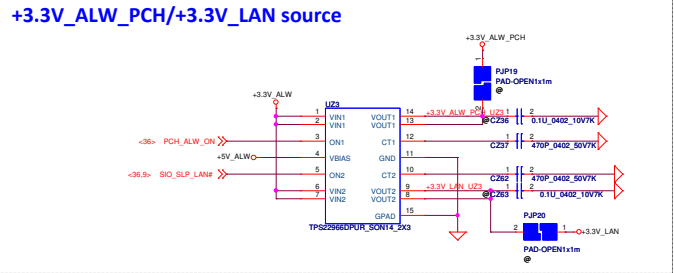 +3.3V_ALW_PCH/+3.3V_LAN source
+3.3V_ALW_PCH
1
PJP19
PAD-OPEN1x1m
@
2
+3.3V_ALW
UZ3
1 VIN1 VOUT1 14 +3.3V_ALW_PCH_UZ3 1 2
2 VIN1 VOUT1 13 @CZ36 0.1U_0402_10V7K
<36> PCH_ALW_ON 3 ON1 CT1 12 1 2
CZ37 470P_0402_50V7K
+5V_ALW 4 VBIAS GND 11
<36,9> SIO_SLP_LAN# 5 ON2 CT2 10 1 2
CZ62 470P_0402_50V7K
6 VIN2 VOUT2 9 +3.3V_LAN_UZ3 1 2
7 VIN2 VOUT2 8 @CZ63 0.1U_0402_10V7K
GPAD 15
TPS22966DPUR_SON14_2X3
PJP20
2 1 +3.3V_LAN
PAD-OPEN1x1m
@